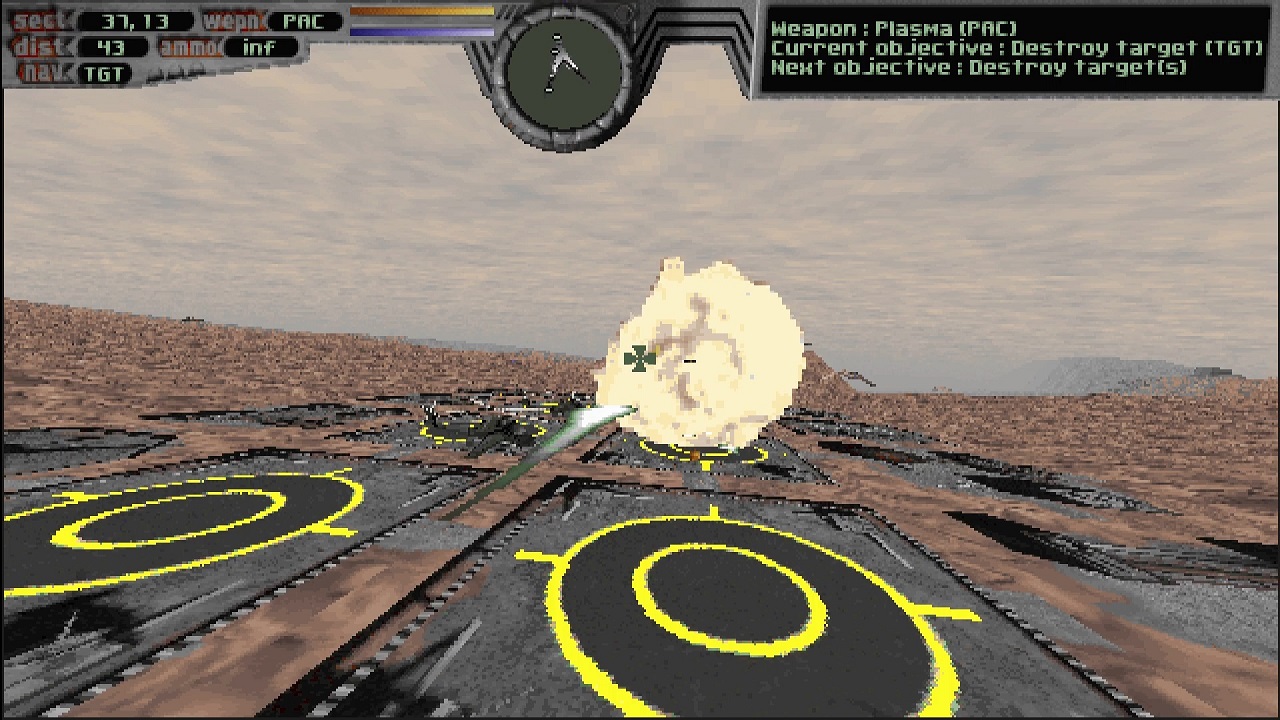 sect 37,13 wepn PAC
dist 43 ammo inf
nav TGT
Weapon : Plasma (PAC)
Current objective : Destroy target (TGT)
Next objective : Destroy target(s)